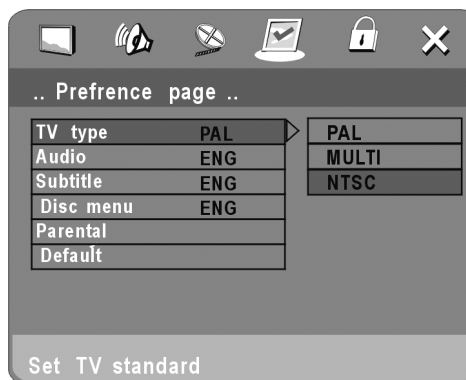 .. Prefrence page ..
TV type PAL
Audio ENG
Subtitle ENG
Disc menu ENG
Parental
Default
PAL
MULTI
NTSC
Set TV standard